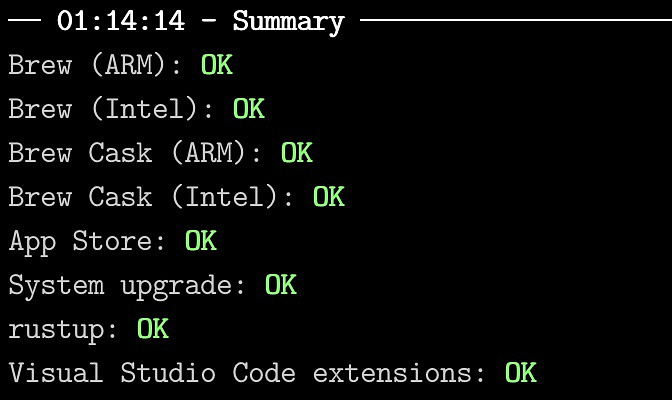 ── 01:14:14 - Summary ──────────────────
Brew (ARM): OK
Brew (Intel): OK
Brew Cask (ARM): OK
Brew Cask (Intel): OK
App Store: OK
System upgrade: OK
rustup: OK
Visual Studio Code extensions: OK